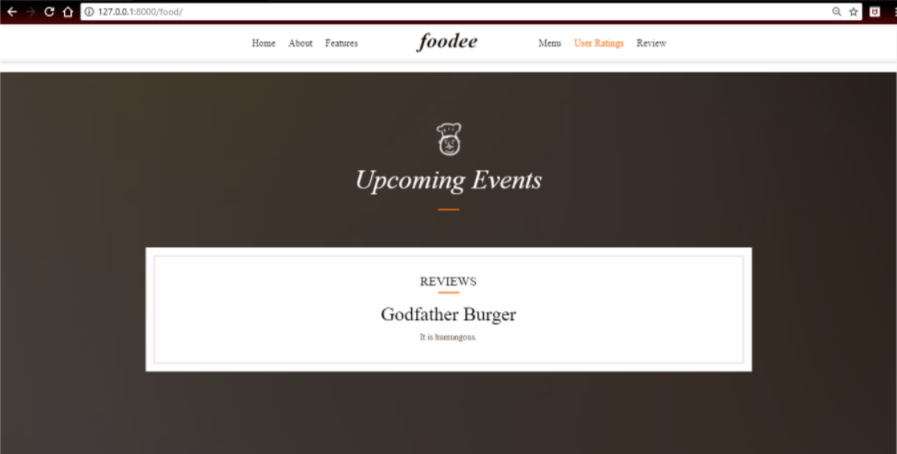 127.0.0.1:8000/food/
Home About Features foodee Menu User Ratings Review
Upcoming Events
REVIEWS
Godfather Burger
It is humungous.